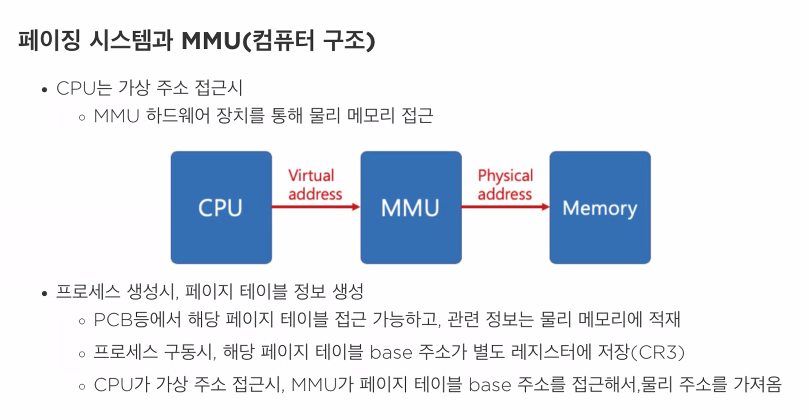 페이징 시스템과 MMU(컴퓨터 구조)
CPU는 가상 주소 접근시
MMU 하드웨어 장치를 통해 물리 메모리 접근
CPU
Virtual
address
MMU
Physical
address
Memory
프로세스 생성시, 페이지 테이블 정보 생성
PCB등에서 해당 페이지 테이블 접근 가능하고, 관련 정보는 물리 메모리에 적재
프로세스 구동시, 해당 페이지 테이블 base 주소가 별도 레지스터에 저장(CR3)
CPU가 가상 주소 접근시, MMU가 페이지 테이블 base 주소를 접근해서,물리 주소를 가져옴